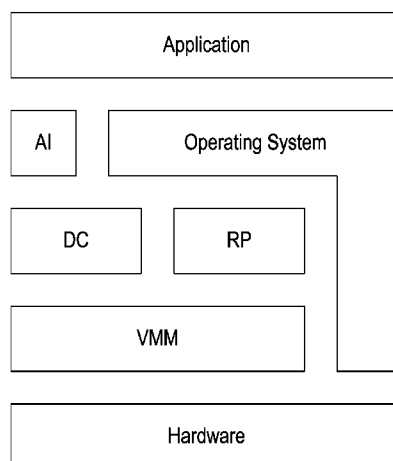 Application
AI
Operating System
DC
RP
VMM
Hardware